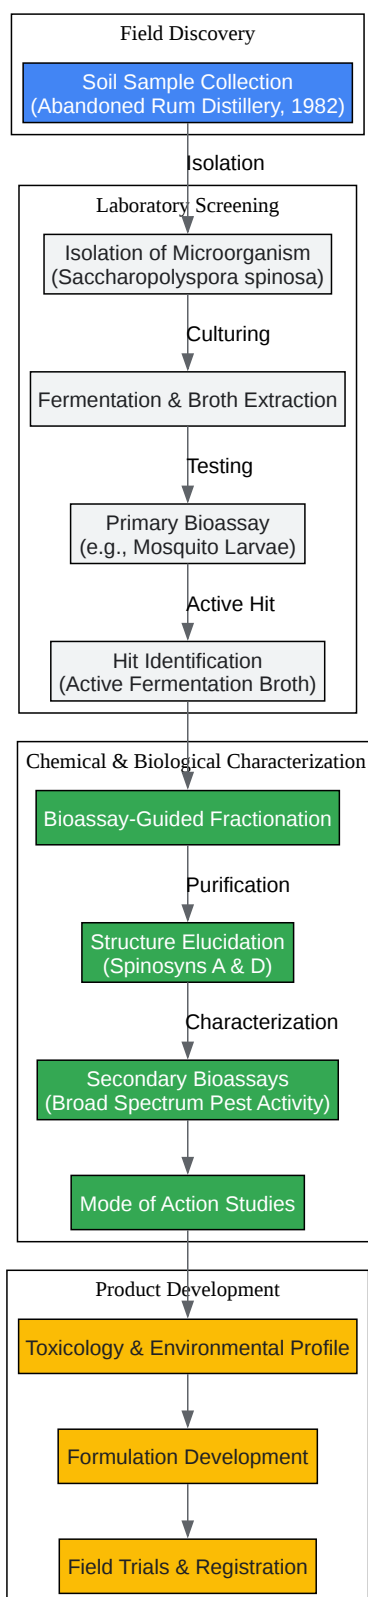 Field Discovery
Soil Sample Collection
(Abandoned Rum Distillery, 1982)
Isolation
Laboratory Screening
Isolation of Microorganism
(Saccharopolyspora spinosa)
Culturing
Fermentation & Broth Extraction
Testing
Primary Bioassay
(e.g., Mosquito Larvae)
Active Hit
Hit Identification
(Active Fermentation Broth)
Chemical & Biological Characterization
Bioassay-Guided Fractionation
Purification
Structure Elucidation
(Spinosyns A & D)
Characterization
Secondary Bioassays
(Broad Spectrum Pest Activity)
Mode of Action Studies
Product Development
Toxicology & Environmental Profile
Formulation Development
Field Trials & Registration